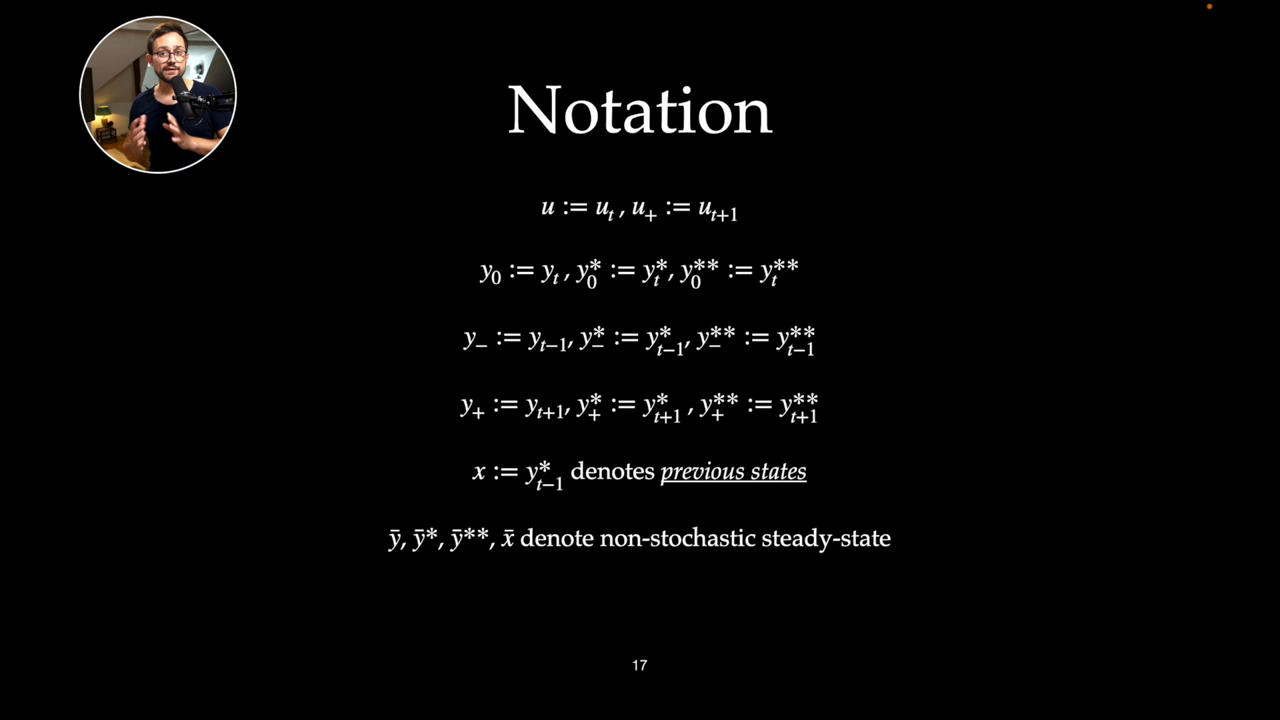 Notation
u := u_t , u_+ := u_{t+1}
y_0 := y_t , y_0^* := y_t^*, y_0^{**} := y_t^{**}
y_− := y_{t−1}, y_−^* := y_{t−1}^*, y_−^{**} := y_{t−1}^{**}
y_+ := y_{t+1}, y_+^* := y_{t+1}^* , y_+^{**} := y_{t+1}^{**}
x := y_{t−1}^* denotes previous states
ȳ, ȳ*, ȳ**, x̄ denote non-stochastic steady-state
17